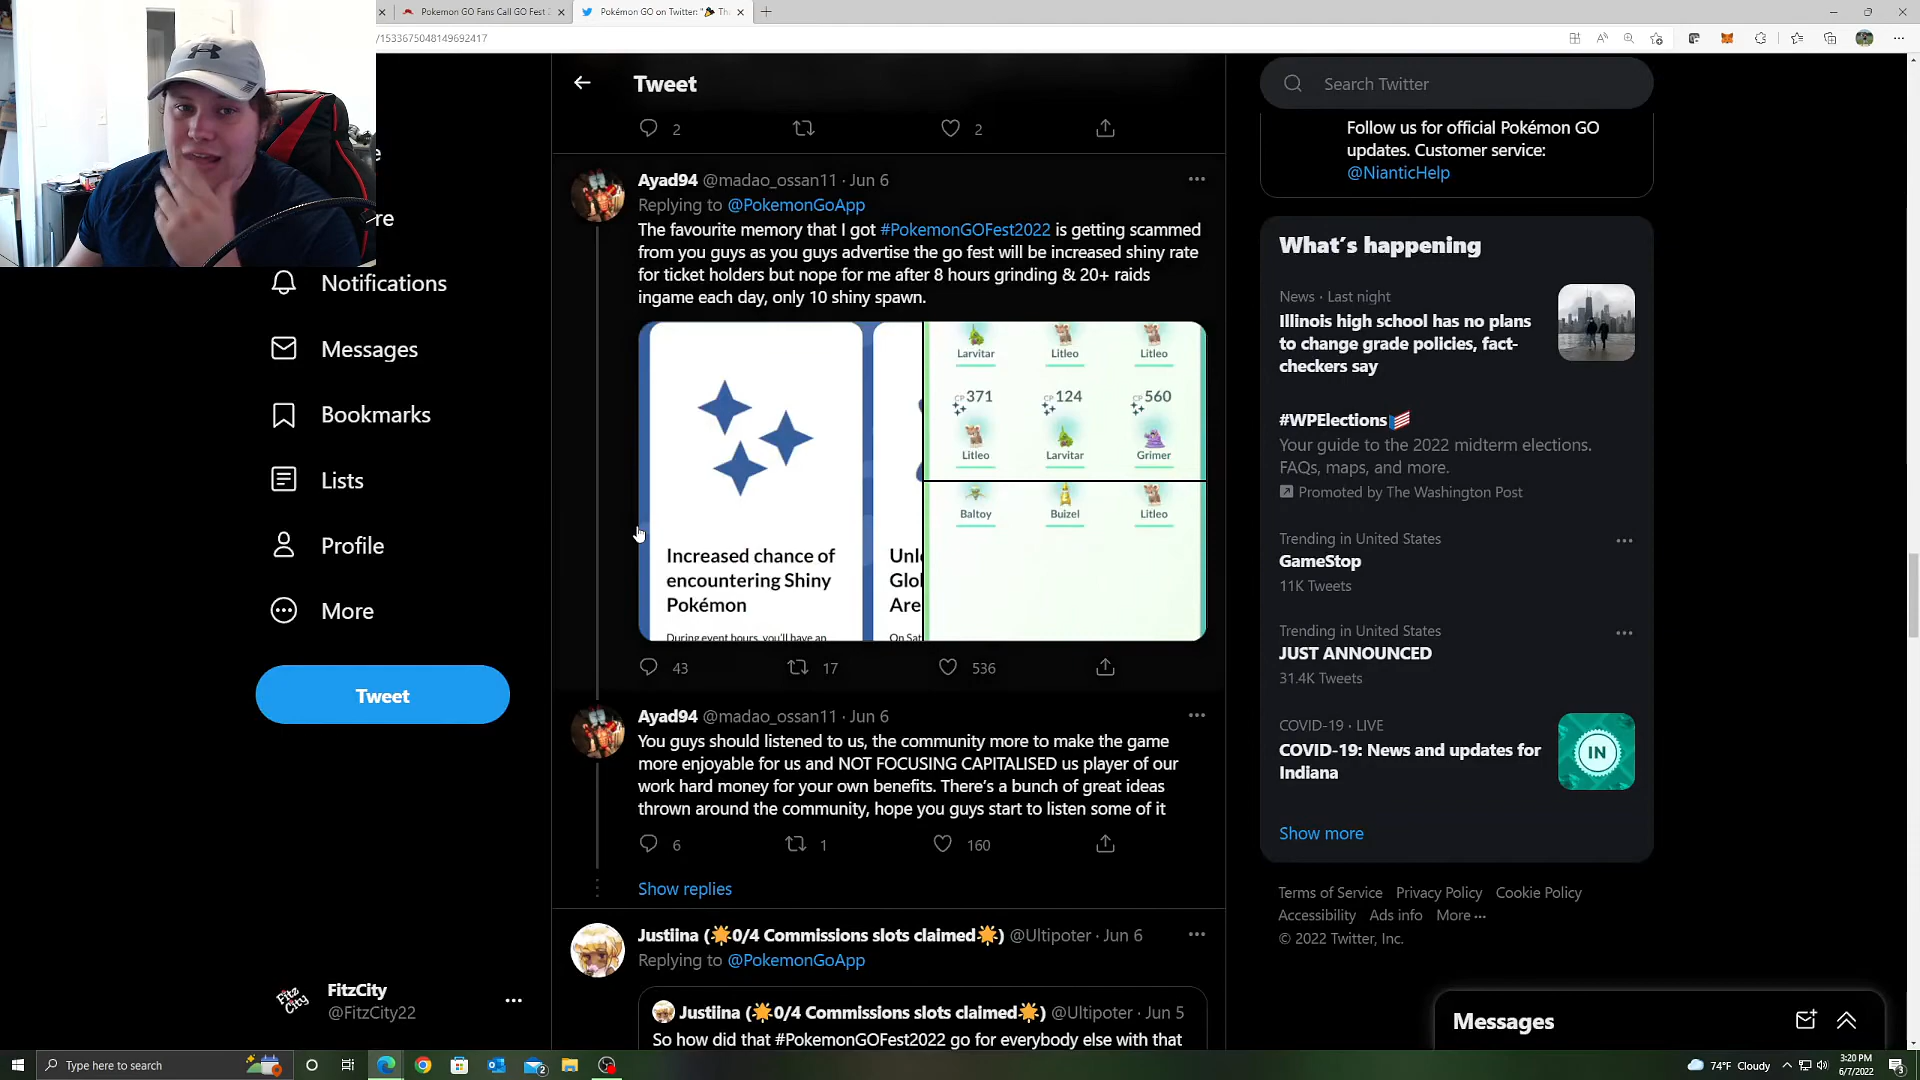 Pokemon GO Fans Call GO Fest
Pokémon GO on Twitter: "🎉 Th
/1533675048149692417
Tweet
Search Twitter
2
2
Follow us for official Pokémon GO
updates. Customer service:
@NianticHelp
Notifications
Messages
Bookmarks
Lists
Profile
More
Tweet
FitzCity
@FitzCity22
Ayad94 @madao_ossan11 · Jun 6
Replying to @PokemonGoApp
The favourite memory that I got #PokemonGOFest2022 is getting scammed
from you guys as you guys advertise the go fest will be increased shiny rate
for ticket holders but nope for me after 8 hours grinding & 20+ raids
ingame each day, only 10 shiny spawn.
Increased chance of
encountering Shiny
Pokémon
During event hours, you'll have an
Unl
Glol
Are
On Sat
Larvitar
Litleo
Litleo
CP371
CP124
CP560
Litleo
Larvitar
Grimer
Baltoy
Buizel
Litleo
43
17
536
Ayad94 @madao_ossan11 · Jun 6
You guys should listened to us, the community more to make the game
more enjoyable for us and NOT FOCUSING CAPITALISED us player of our
work hard money for your own benefits. There's a bunch of great ideas
thrown around the community, hope you guys start to listen some of it
6
1
160
Show replies
Justiina (🌟0/4 Commissions slots claimed🌟) @Ultipoter · Jun 6
Replying to @PokemonGoApp
Justiina (🌟0/4 Commissions slots claimed🌟) @Ultipoter · Jun 5
So how did that #PokemonGOFest2022 go for everybody else with that
What's happening
News · Last night
Illinois high school has no plans
to change grade policies, fact-
checkers say
#WPElections
Your guide to the 2022 midterm elections.
FAQs, maps, and more.
Promoted by The Washington Post
Trending in United States
GameStop
11K Tweets
Trending in United States
JUST ANNOUNCED
31.4K Tweets
COVID-19 · LIVE
COVID-19: News and updates for
Indiana
IN
Show more
Terms of Service Privacy Policy Cookie Policy
Accessibility Ads info More ···
© 2022 Twitter, Inc.
Messages
Type here to search
74°F Cloudy
3:20 PM
6/7/2022